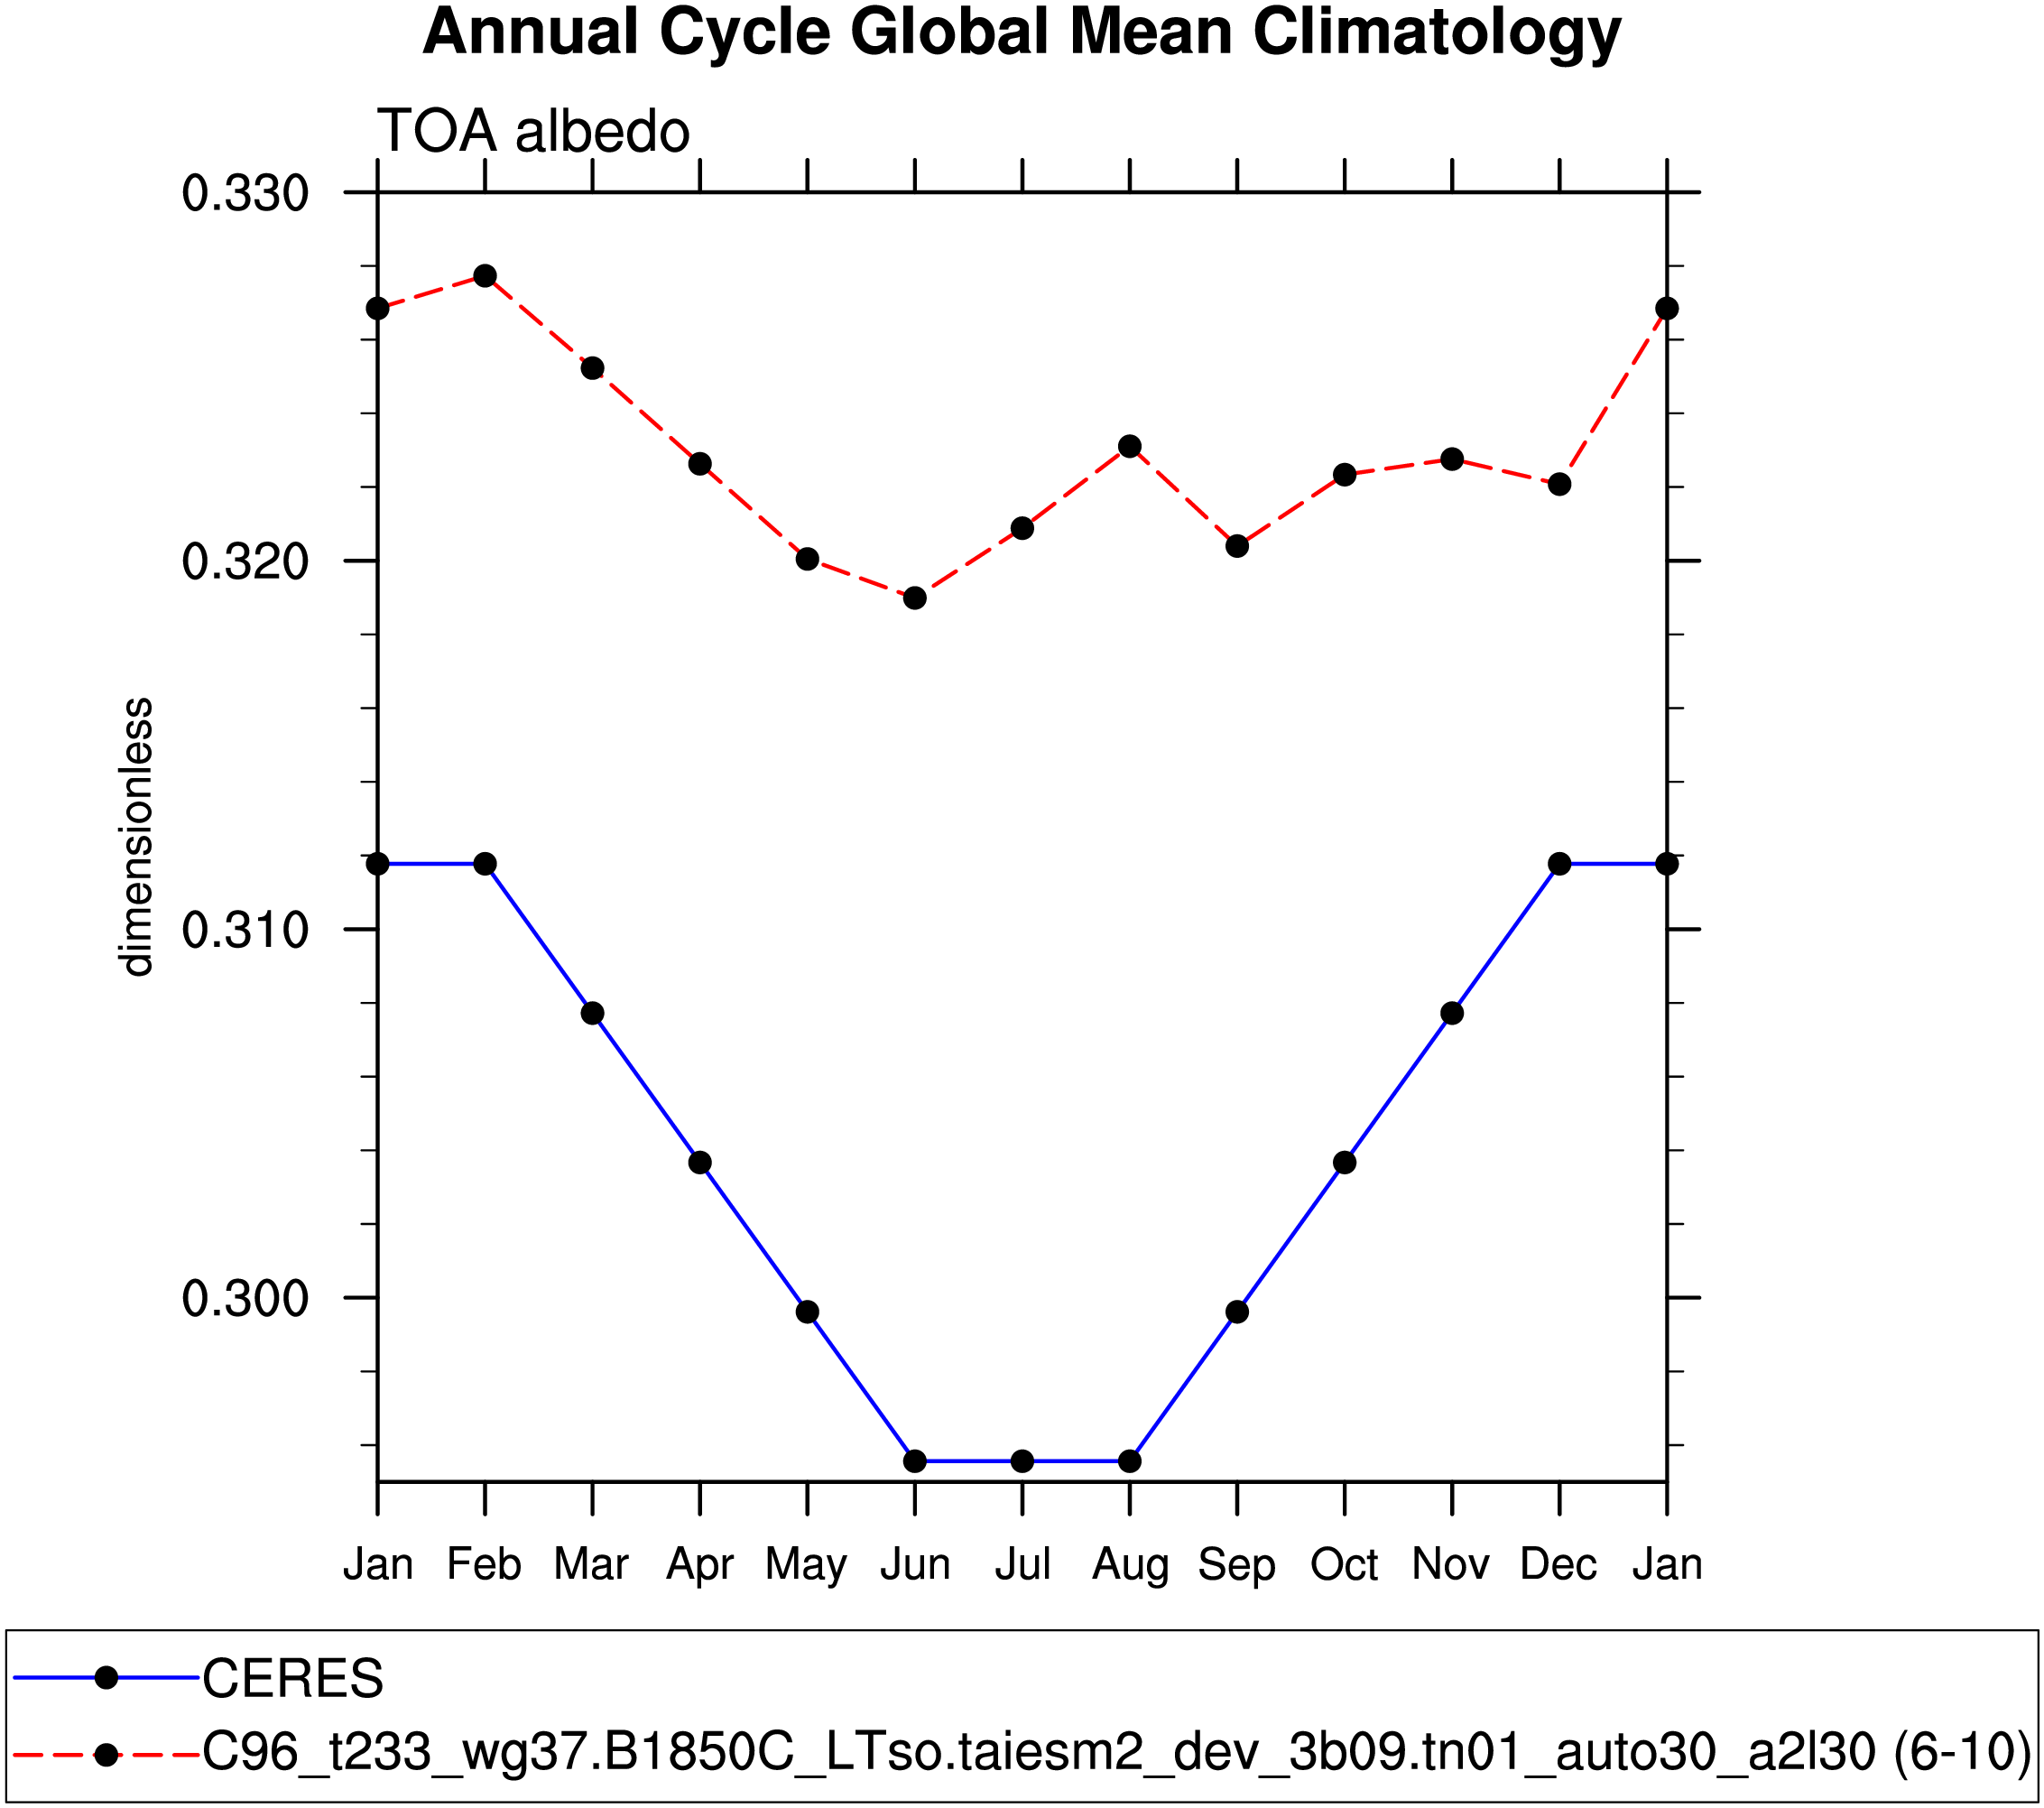 Annual Cycle Global Mean Climatology
TOA albedo
0.330
0.320
0.310
0.300
dimensionless
Jan Feb Mar Apr May Jun Jul Aug Sep Oct Nov Dec Jan
CERES
C96_t233_wg37.B1850C_LTso.taiesm2_dev_3b09.tn01_auto30_a2l30 (6-10)